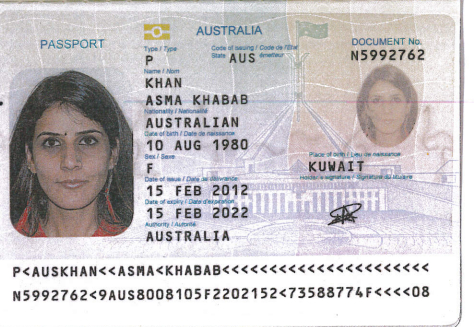 PASSPORT
AUSTRALIA
Type / Type
Code of issuing / Code de l'État
State émetteur
DOCUMENT No.
P AUS N5992762
Name / Nom
KHAN
ASMA KHABAB
Nationality / Nationalité
AUSTRALIAN
Date of birth / Date de naissance
10 AUG 1980
Sex / Sexe
Place of birth / Lieu de naissance
F KUWAIT
Date of issue / Date de délivrance
Holder's signature / Signature du titulaire
15 FEB 2012
Date of expiry / Date d'expiration
15 FEB 2022
Authority / Autorité
AUSTRALIA
P<AUSKHAN<<ASMA<KHABAB<<<<<<<<<<<<<<<<<<<<<<
N5992762<9AUS8008105F2202152<73588774F<<<<08